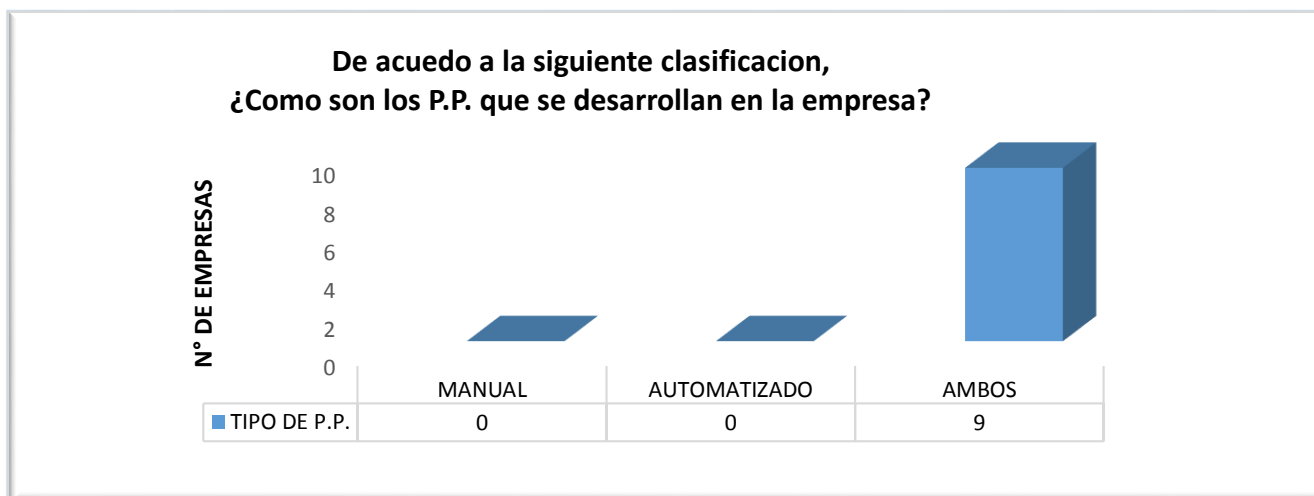 De acuedo a la siguiente clasificacion,
¿Como son los P.P. que se desarrollan en la empresa?
N° DE EMPRESAS
10
8
6
4
2
0
MANUAL AUTOMATIZADO AMBOS
TIPO DE P.P. 0 0 9